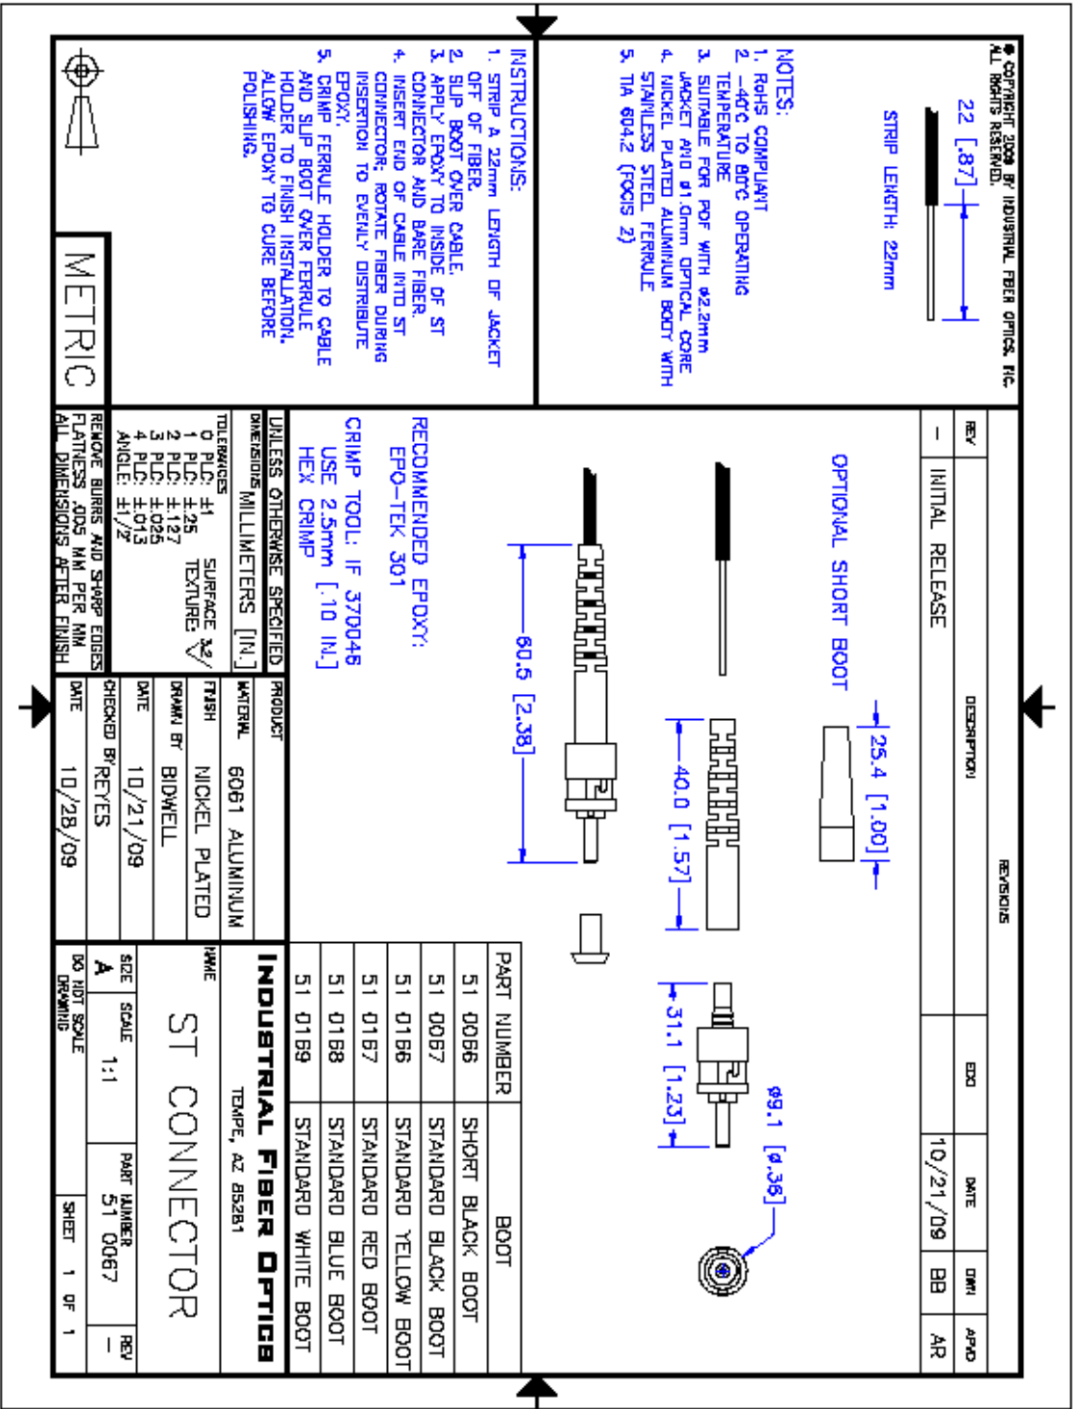 © COPYRIGHT 2009 BY INDUSTRIAL FIBER OPTICS, INC.
ALL RIGHTS RESERVED.
22 [.87]
STRIP LENGTH: 22mm
NOTES:
1. RoHS COMPLIANT
2. -40°C TO 80°C OPERATING
TEMPERATURE
3. SUITABLE FOR POF WITH ø2.2mm
JACKET AND ø1.0mm OPTICAL CORE
4. NICKEL PLATED ALUMINUM BODY WITH
STAINLESS STEEL FERRULE
5. TIA 604.2 (FOCIS 2)
INSTRUCTIONS:
1. STRIP A 22mm LENGTH OF JACKET
OFF OF FIBER.
2. SLIP BOOT OVER CABLE.
3. APPLY EPOXY TO INSIDE OF ST
CONNECTOR AND BARE FIBER.
4. INSERT END OF CABLE INTO ST
CONNECTOR; ROTATE FIBER DURING
INSERTION TO EVENLY DISTRIBUTE
EPOXY.
5. CRIMP FERRULE HOLDER TO CABLE
AND SLIP BOOT OVER FERRULE
HOLDER TO FINISH INSTALLATION.
ALLOW EPOXY TO CURE BEFORE
POLISHING.
METRIC
REVISIONS
REV DESCRIPTION ECO DATE DWN APVD
- INITIAL RELEASE 10/21/09 BB AR
OPTIONAL SHORT BOOT
25.4 [1.00]
40.0 [1.57]
31.1 [1.23]
ø9.1 [ø.36]
60.5 [2.38]
RECOMMENDED EPOXY:
EPO-TEK 301
CRIMP TOOL: IF 370046
USE 2.5mm [.10 IN.]
HEX CRIMP
PART NUMBER BOOT
51 0066 SHORT BLACK BOOT
51 0067 STANDARD BLACK BOOT
51 0166 STANDARD YELLOW BOOT
51 0167 STANDARD RED BOOT
51 0168 STANDARD BLUE BOOT
51 0169 STANDARD WHITE BOOT
UNLESS OTHERWISE SPECIFIED
DIMENSIONS MILLIMETERS [IN.]
TOLERANCES
0 PLC: ±1
1 PLC: ±.25
2 PLC: ±.127
3 PLC: ±.025
4 PLC: ±.013
ANGLE: ±1/2°
SURFACE 3.2
TEXTURE:
REMOVE BURRS AND SHARP EDGES
FLATNESS .005 MM PER MM
ALL DIMENSIONS AFTER FINISH
PRODUCT
MATERIAL 6061 ALUMINUM
FINISH NICKEL PLATED
DRAWN BY BIDWELL
DATE 10/21/09
CHECKED BY REYES
DATE 10/28/09
INDUSTRIAL FIBER OPTICS
TEMPE, AZ 85281
NAME
ST CONNECTOR
SIZE A
SCALE 1:1
PART NUMBER 51 0067
REV -
DO NOT SCALE
DRAWING
SHEET 1 OF 1